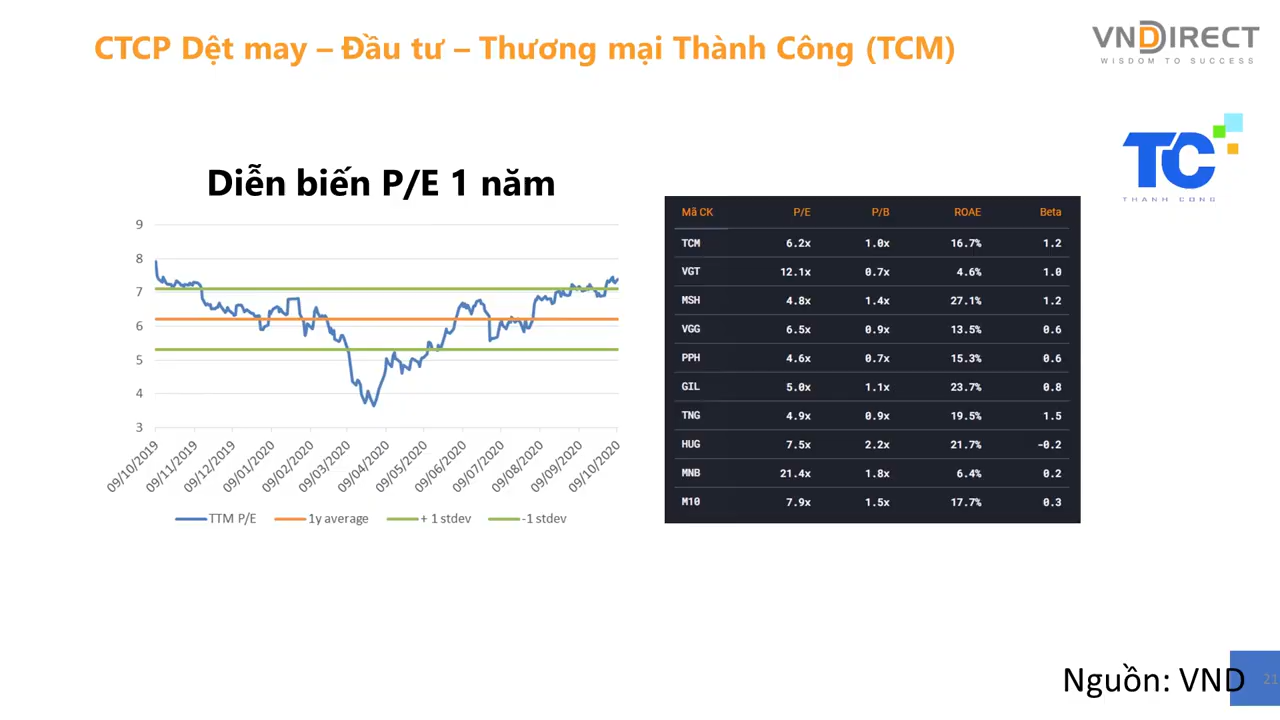 CTCP Dệt may – Đầu tư – Thương mại Thành Công (TCM)
VNDIRECT
WISDOM TO SUCCESS
TC
THANH CONG
Diễn biến P/E 1 năm
9
8
7
6
5
4
3
09/10/2019 09/11/2019 09/12/2019 09/01/2020 09/02/2020 09/03/2020 09/04/2020 09/05/2020 09/06/2020 09/07/2020 09/08/2020 09/09/2020 09/10/2020
TTM P/E 1y average + 1 stdev -1 stdev
Mã CK P/E P/B ROAE Beta
TCM 6.2x 1.0x 16.7% 1.2
VGT 12.1x 0.7x 4.6% 1.0
MSH 4.8x 1.4x 27.1% 1.2
VGG 6.5x 0.9x 13.5% 0.6
PPH 4.6x 0.7x 15.3% 0.6
GIL 5.0x 1.1x 23.7% 0.8
TNG 4.9x 0.9x 19.5% 1.5
HUG 7.5x 2.2x 21.7% -0.2
MNB 21.4x 1.8x 6.4% 0.2
M10 7.9x 1.5x 17.7% 0.3
Nguồn: VND
21